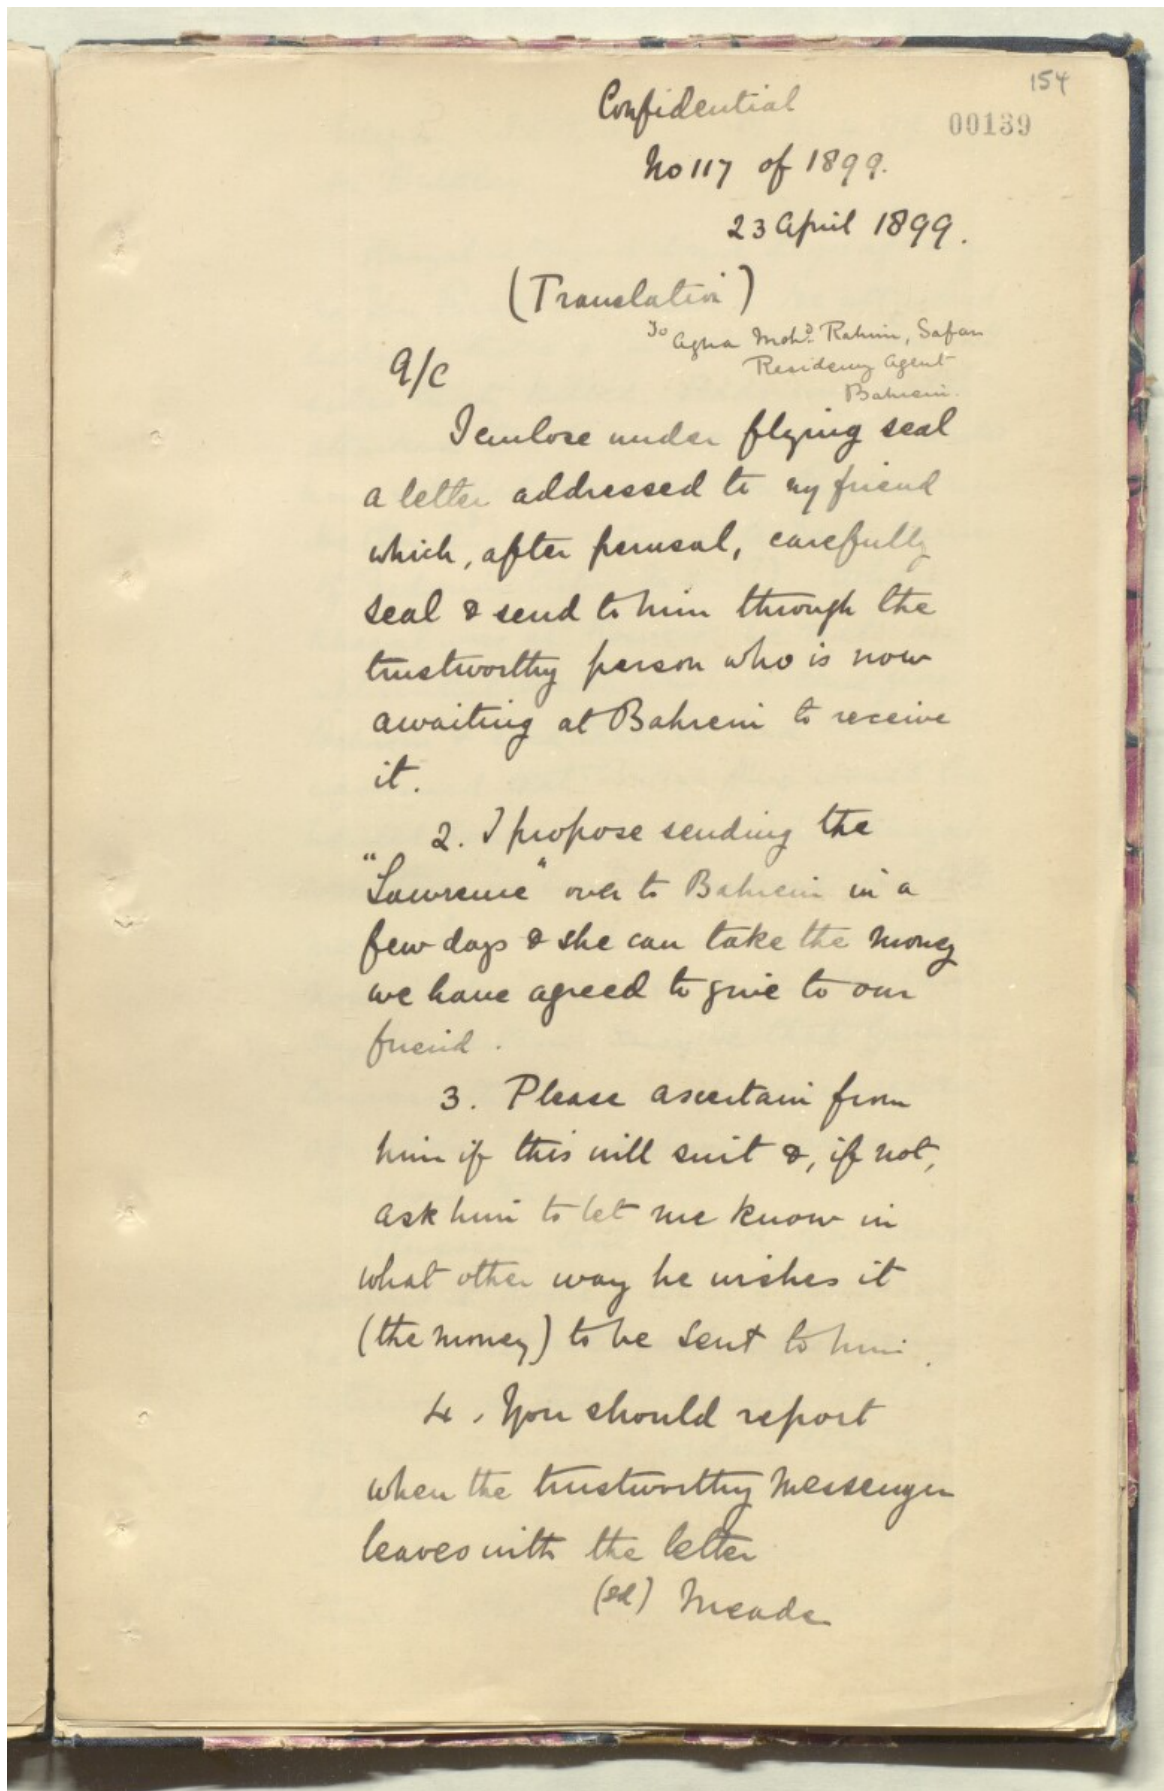 154
00139
Confidential
No 117 of 1899.
23 April 1899.
(Translation)
To Agha Mohd. Rahim, Safar
Residency Agent
Bahrein.
A/C
I enclose under flying seal
a letter addressed to my friend
which, after perusal, carefully
seal & send to him through the
trustworthy person who is now
awaiting at Bahrein to receive
it.
2. I propose sending the
"Lawrence" over to Bahrein in a
few days & she can take the money
we have agreed to give to our
friend.
3. Please ascertain from
him if this will suit &, if not,
ask him to let me know in
what other way he wishes it
(the money) to be sent to him.
4. You should report
when the trustworthy messenger
leaves with the letter
(sd) Meade